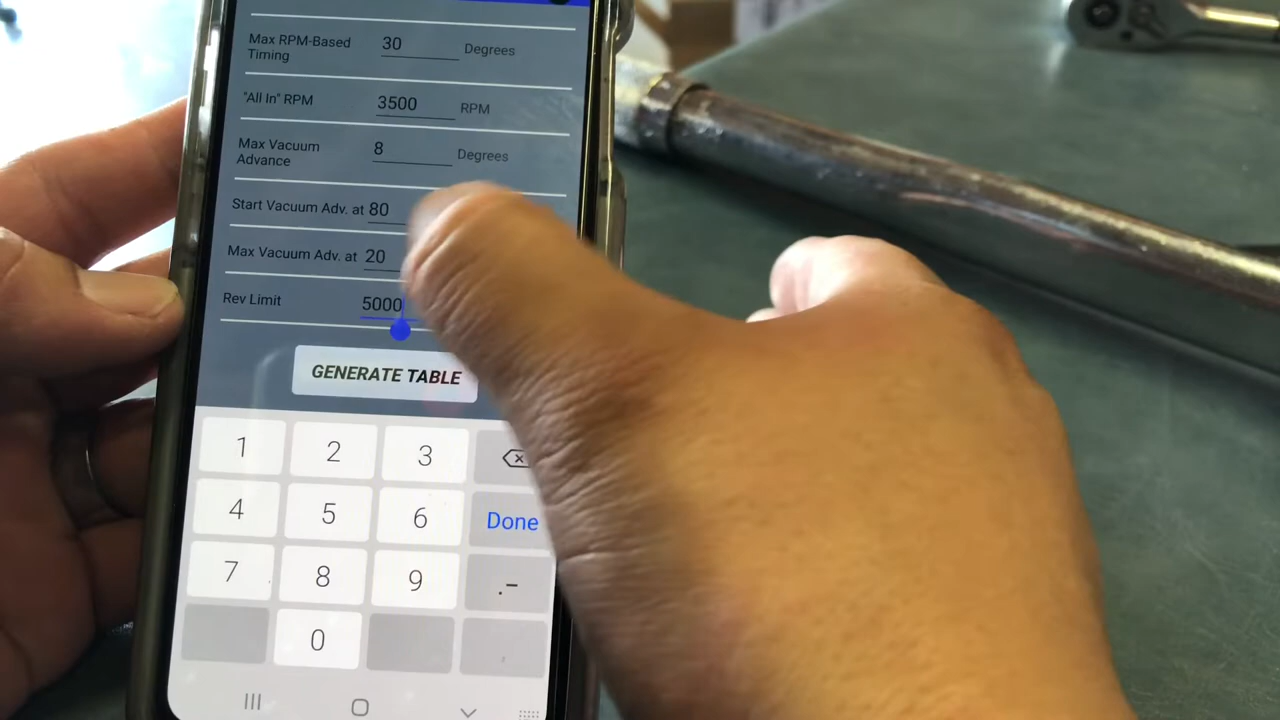 Max RPM-Based
Timing
30
Degrees
"All In" RPM
3500
RPM
Max Vacuum
Advance
8
Degrees
Start Vacuum Adv. at 80
Max Vacuum Adv. at 20
Rev Limit
5000
GENERATE TABLE
1 2 3
4 5 6 Done
7 8 9 .-
0 ,